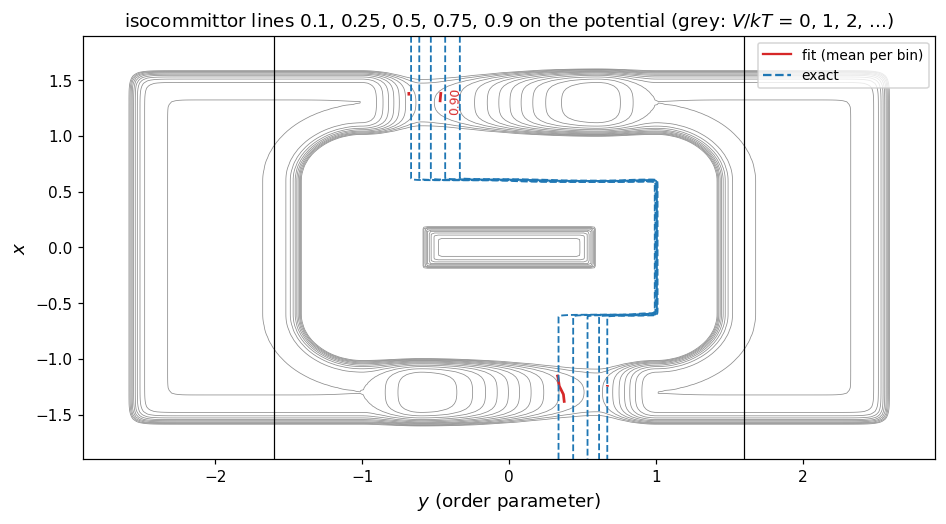 isocommittor lines 0.1, 0.25, 0.5, 0.75, 0.9 on the potential (grey: V/kT = 0, 1, 2, ...)
fit (mean per bin)
exact
0.90
1.5
1.0
0.5
0.0
−0.5
−1.0
−1.5
x
−2
−1
0
1
2
y (order parameter)